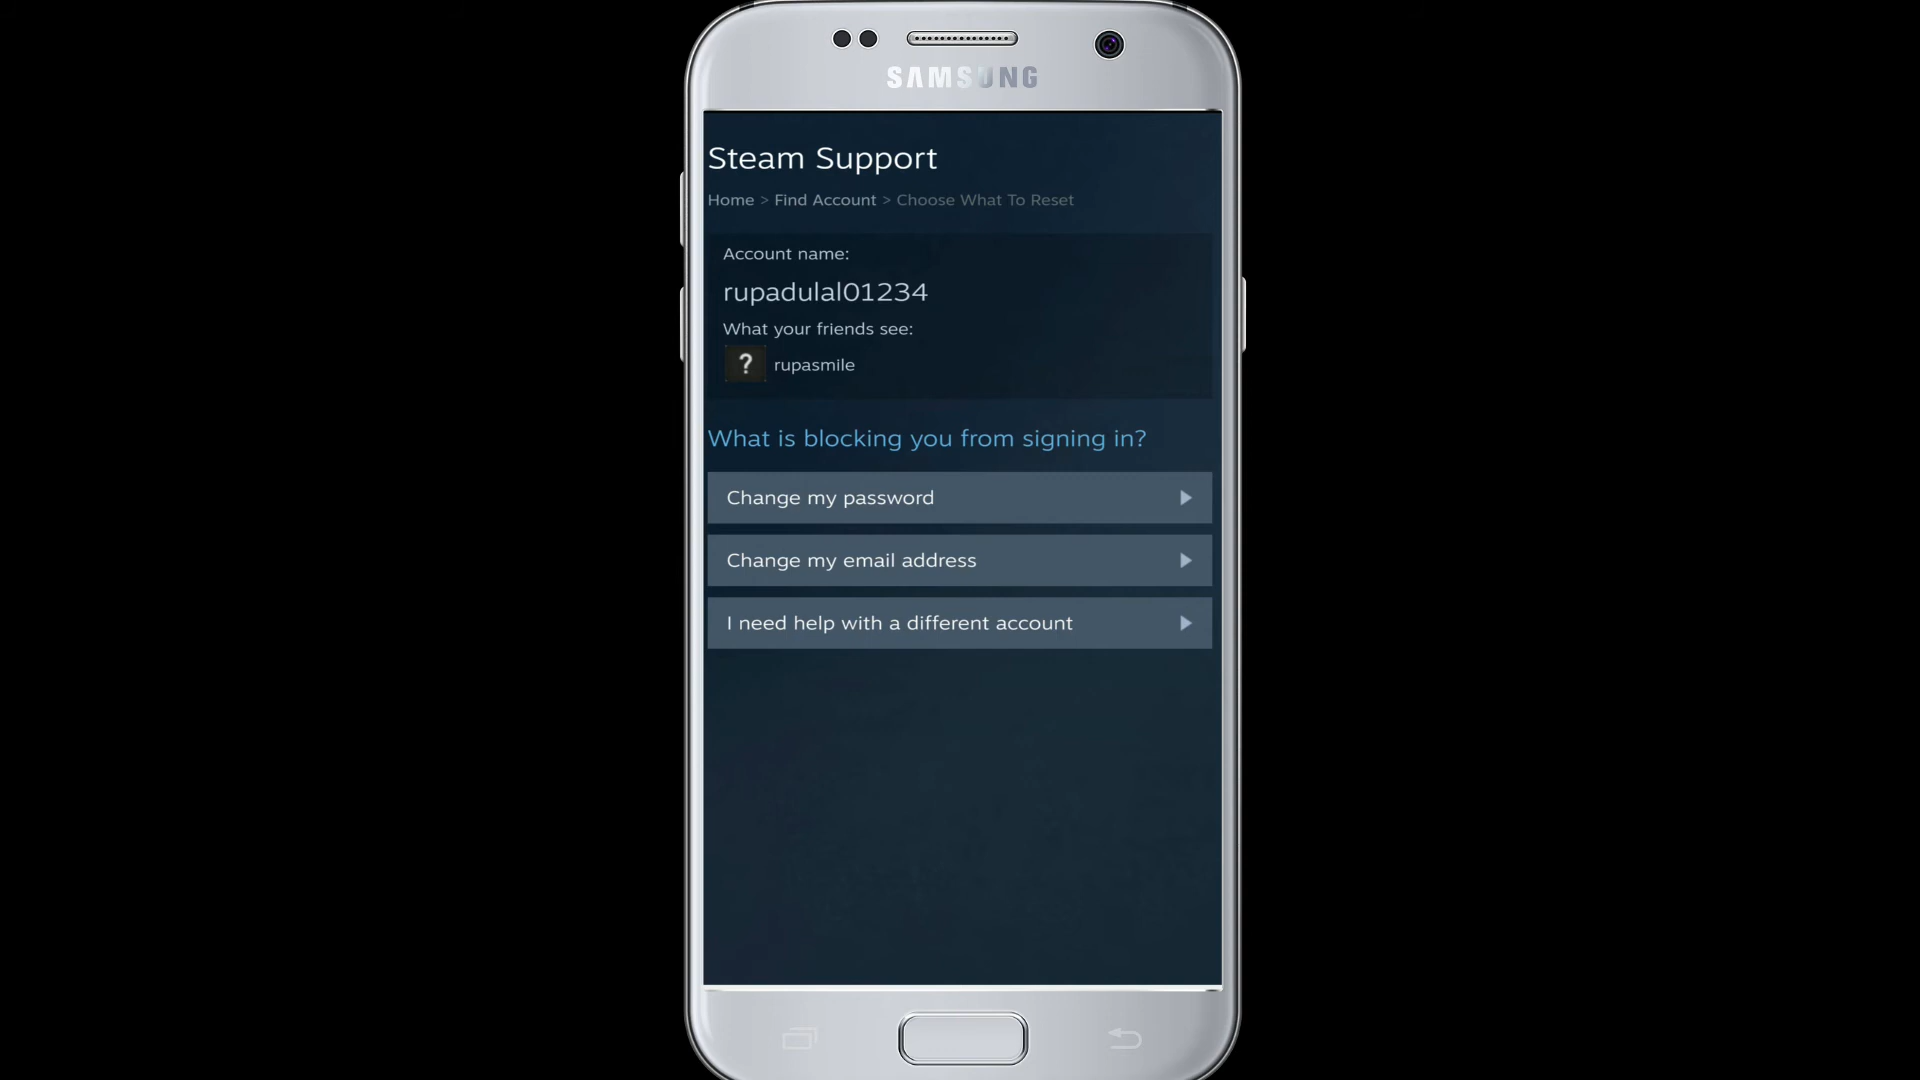 SAMSUNG
Steam Support
Home > Find Account > Choose What To Reset
Account name:
rupadulal01234
What your friends see:
? rupasmile
What is blocking you from signing in?
Change my password
Change my email address
I need help with a different account